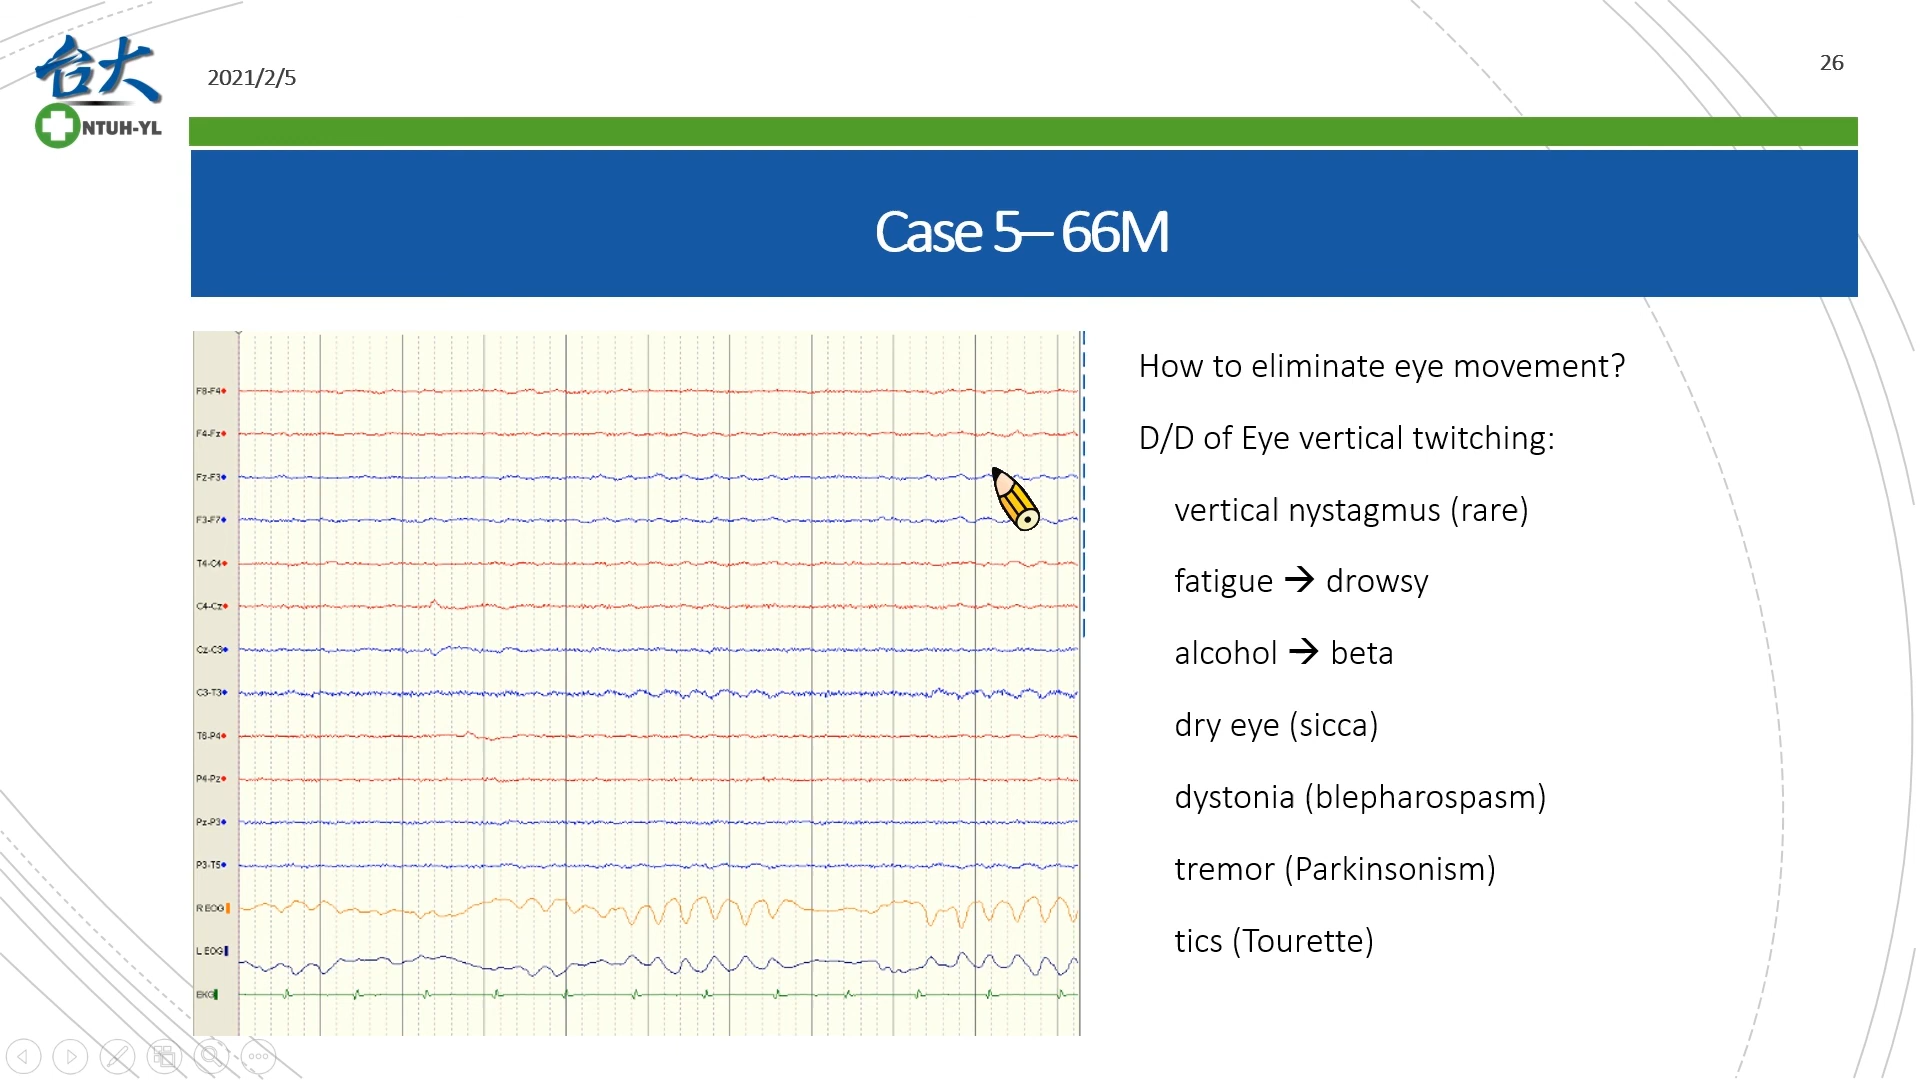 台大
NTUH-YL
2021/2/5
26
Case 5– 66M
F8-F4
F4-Fz
Fz-F3
F3-F7
T4-C4
C4-Cz
Cz-C3
C3-T3
T6-P4
P4-Pz
Pz-P3
P3-T5
R EOG
L EOG
EKG
How to eliminate eye movement?
D/D of Eye vertical twitching:
vertical nystagmus (rare)
fatigue → drowsy
alcohol → beta
dry eye (sicca)
dystonia (blepharospasm)
tremor (Parkinsonism)
tics (Tourette)